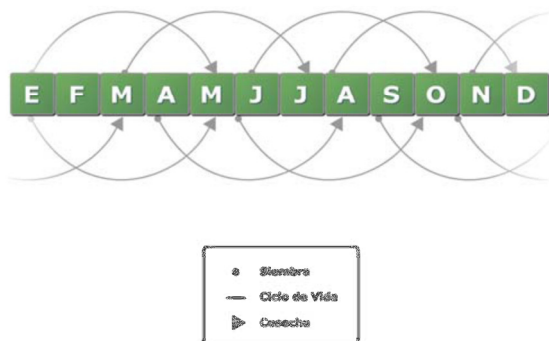 E F M A M J J A S O N D
Siembra
Ciclo de Vida
Cosecha